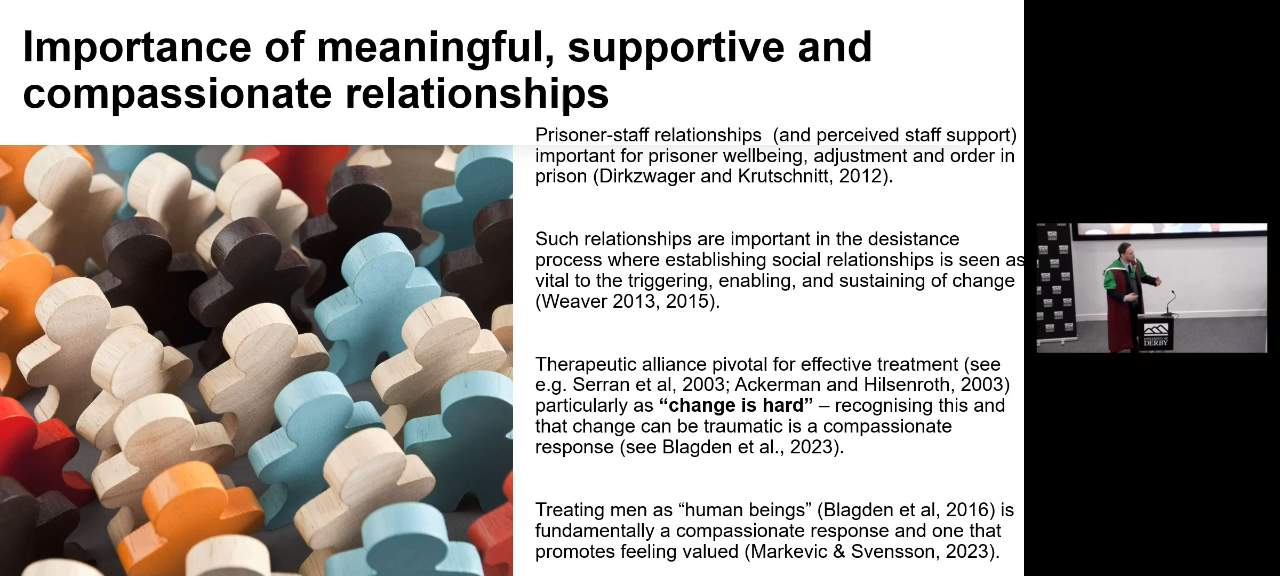 Importance of meaningful, supportive and
compassionate relationships
Prisoner-staff relationships  (and perceived staff support)
important for prisoner wellbeing, adjustment and order in
prison (Dirkzwager and Krutschnitt, 2012).
Such relationships are important in the desistance
process where establishing social relationships is seen as
vital to the triggering, enabling, and sustaining of change
(Weaver 2013, 2015).
Therapeutic alliance pivotal for effective treatment (see
e.g. Serran et al, 2003; Ackerman and Hilsenroth, 2003)
particularly as “change is hard” – recognising this and
that change can be traumatic is a compassionate
response (see Blagden et al., 2023).
Treating men as “human beings” (Blagden et al, 2016) is
fundamentally a compassionate response and one that
promotes feeling valued (Markevic & Svensson, 2023).
UNIVERSITY OF
DERBY